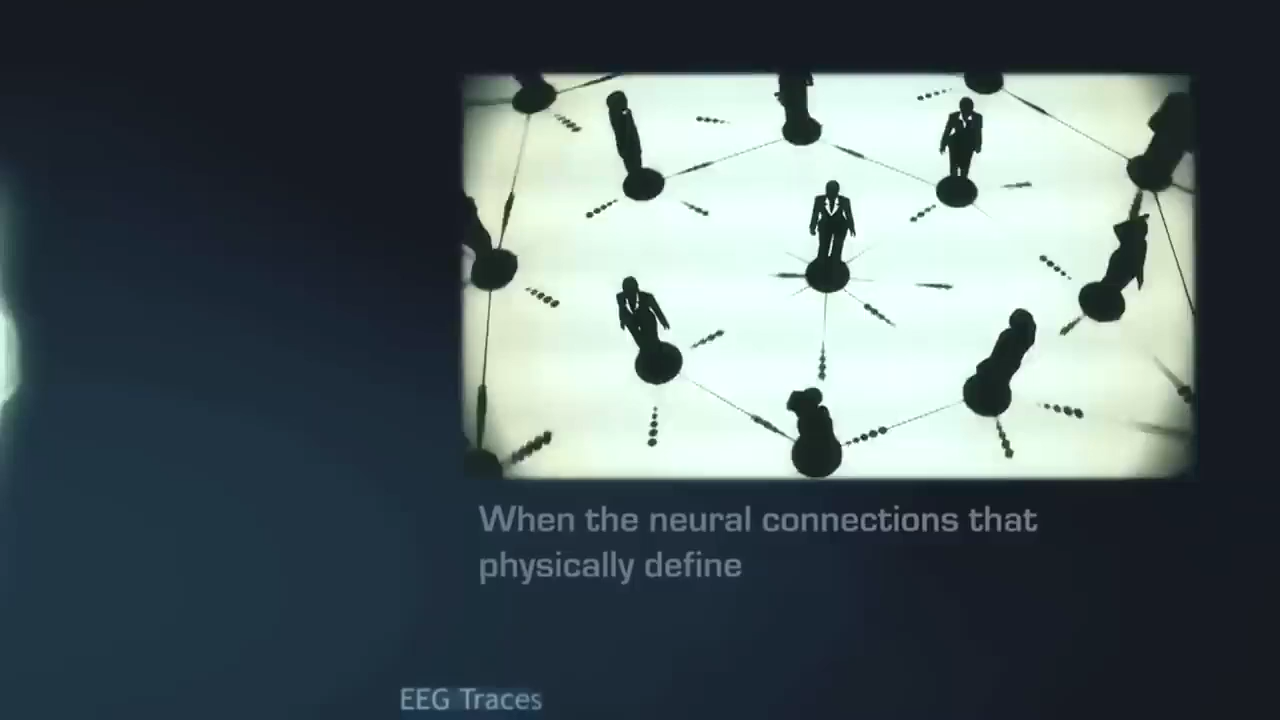 When the neural connections that
physically define
EEG Traces